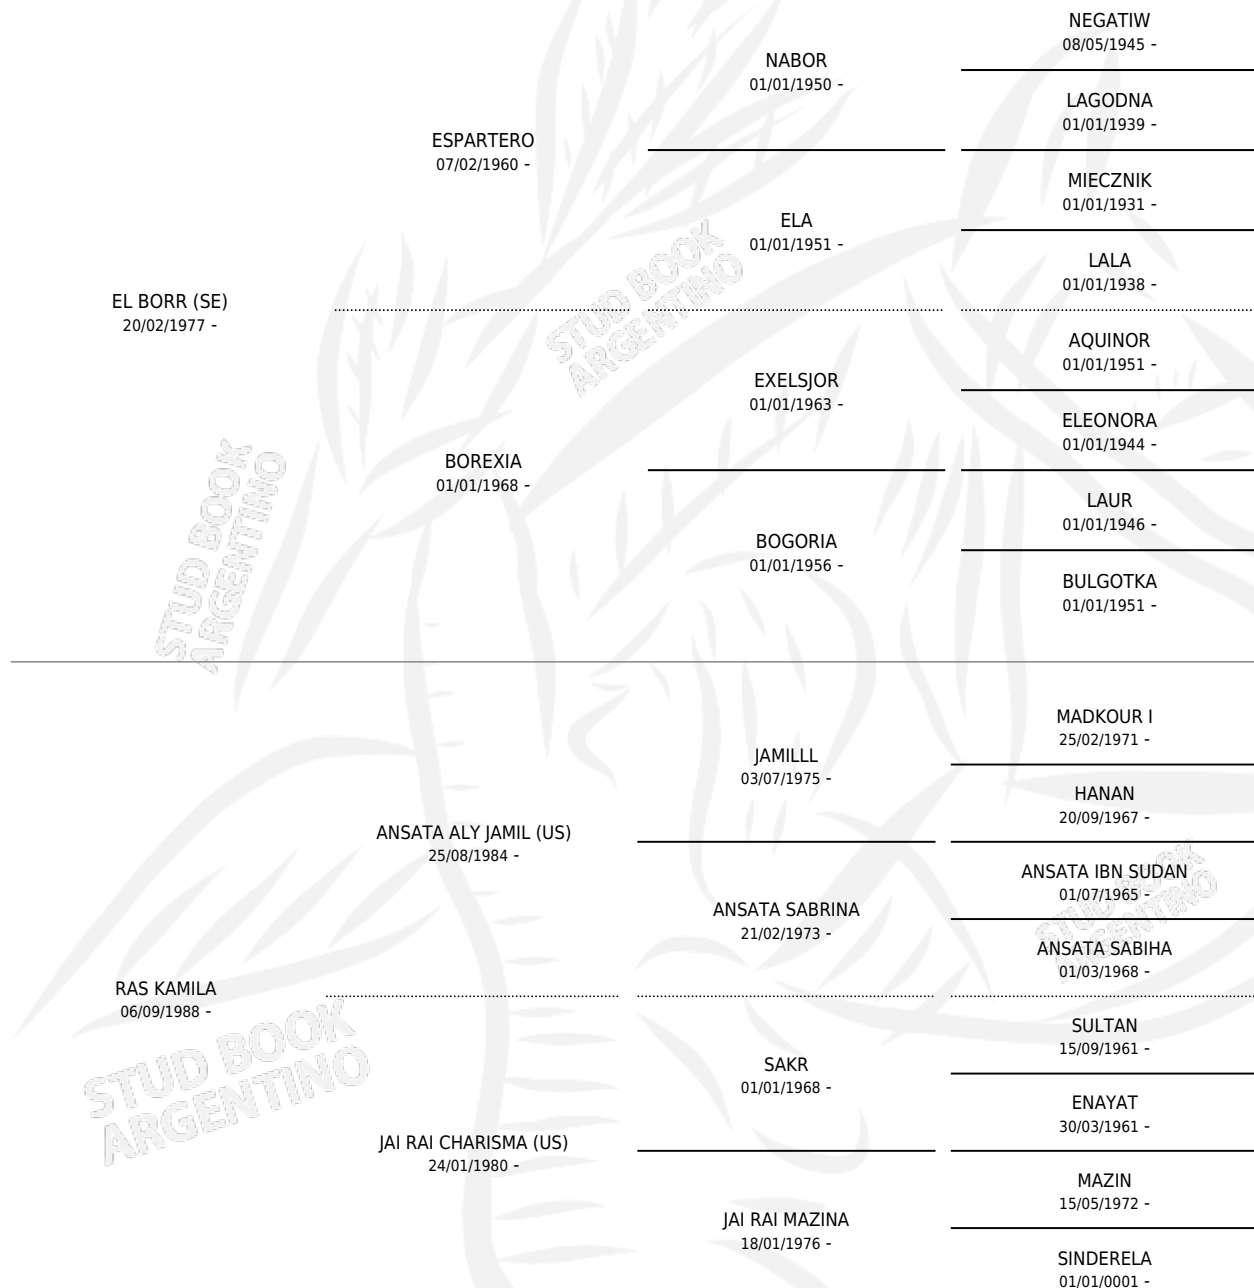 NEGATIW
08/05/1945 -
NABOR
01/01/1950 -
LAGODNA
01/01/1939 -
ESPARTERO
07/02/1960 -
MIECZNIK
01/01/1931 -
ELA
01/01/1951 -
LALA
01/01/1938 -
EL BORR (SE)
20/02/1977 -
AQUINOR
01/01/1951 -
EXELSJOR
01/01/1963 -
ELEONORA
01/01/1944 -
BOREXIA
01/01/1968 -
LAUR
01/01/1946 -
BOGORIA
01/01/1956 -
BULGOTKA
01/01/1951 -
MADKOUR I
25/02/1971 -
JAMILLL
03/07/1975 -
HANAN
20/09/1967 -
ANSATA ALY JAMIL (US)
25/08/1984 -
ANSATA IBN SUDAN
01/07/1965 -
ANSATA SABRINA
21/02/1973 -
ANSATA SABIHA
01/03/1968 -
RAS KAMILA
06/09/1988 -
SULTAN
15/09/1961 -
SAKR
01/01/1968 -
ENAYAT
30/03/1961 -
JAI RAI CHARISMA (US)
24/01/1980 -
MAZIN
15/05/1972 -
JAI RAI MAZINA
18/01/1976 -
SINDERELA
01/01/0001 -
STUD BOOK
ARGENTINO
STUD BOOK
ARGENTINO
STUD BOOK
ARGENTINO
STUD BOOK
ARGENTINO